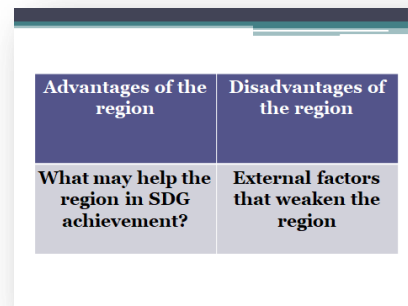 Advantages of the
region
Disadvantages of
the region
What may help the
region in SDG
achievement?
External factors
that weaken the
region